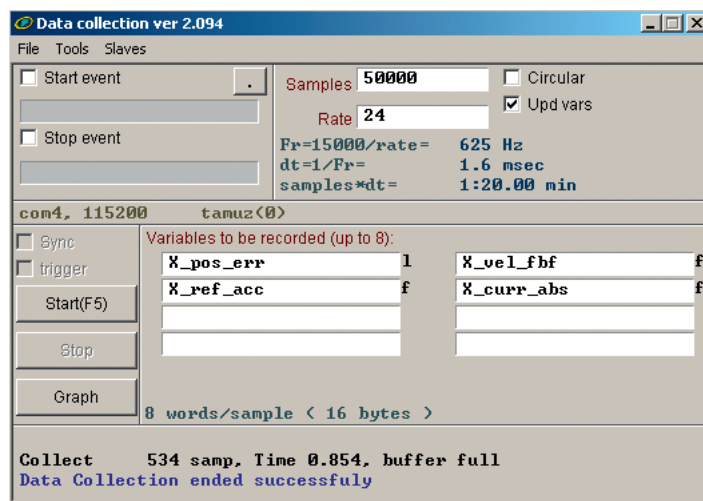 Data collection ver 2.094
File Tools Slaves
Start event .
Stop event
Samples 50000
Rate 24
Circular
Upd vars
Fr=15000/rate= 625 Hz
dt=1/Fr= 1.6 msec
samples*dt= 1:20.00 min
com4, 115200 tamuz(0)
Sync
trigger
Start(F5)
Stop
Graph
Variables to be recorded (up to 8):
X_pos_err l X_vel_fbf f
X_ref_acc f X_curr_abs f
8 words/sample ( 16 bytes )
Collect 534 samp, Time 0.854, buffer full
Data Collection ended successfuly